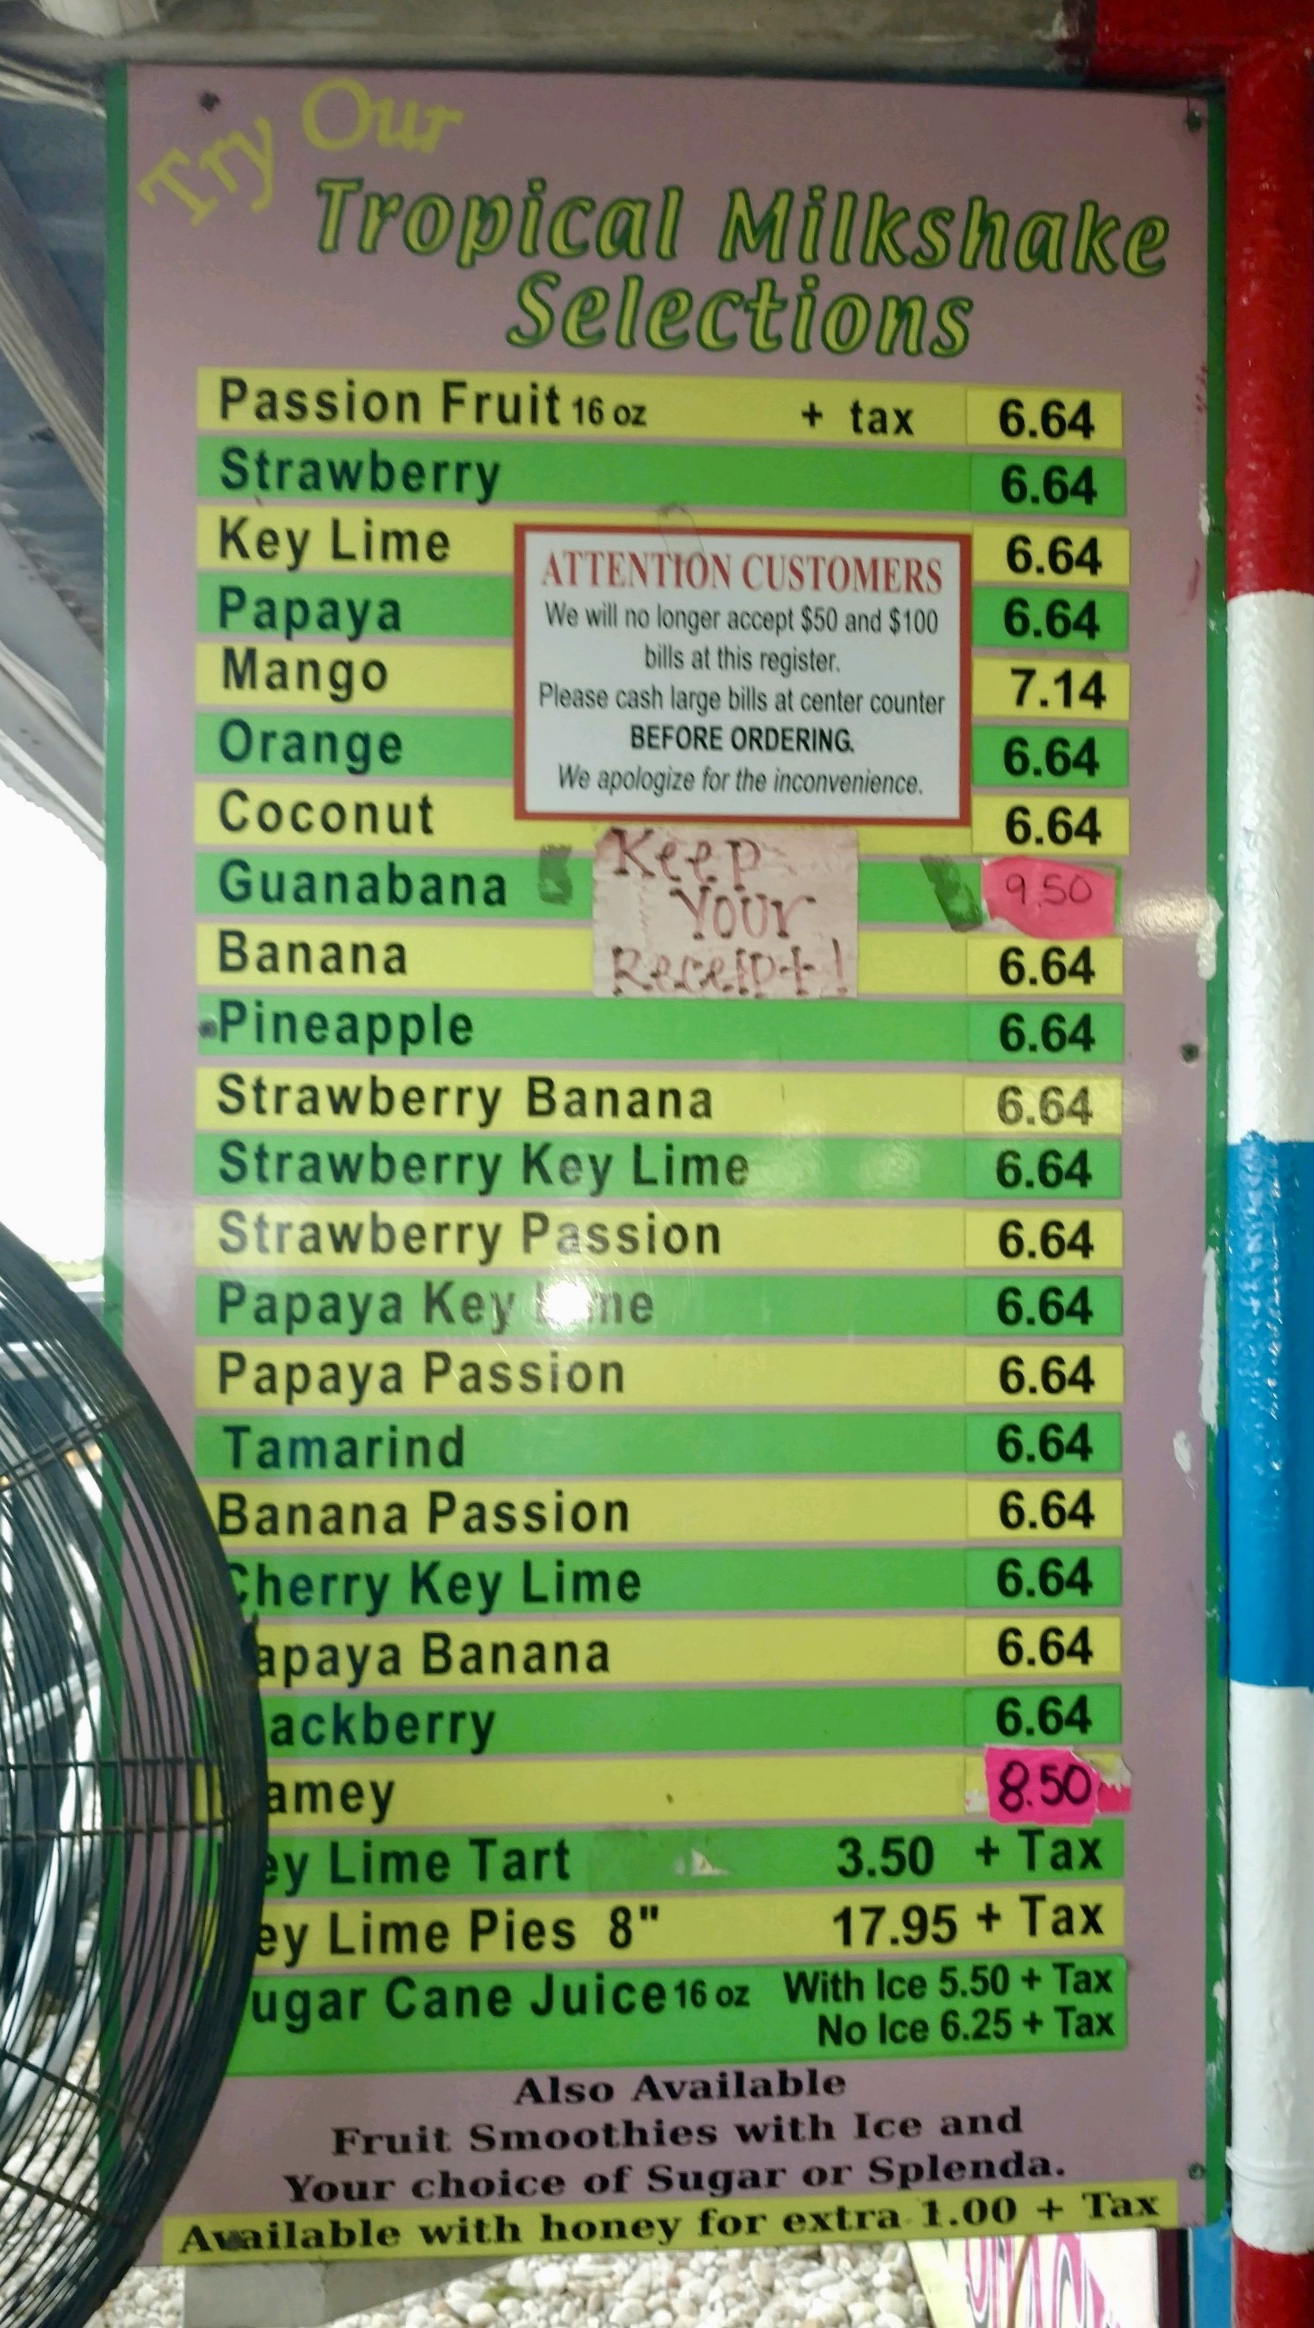 Try Our
Tropical Milkshake
Selections
Passion Fruit 16 oz + tax 6.64
Strawberry 6.64
Key Lime 6.64
Papaya 6.64
Mango 7.14
Orange 6.64
Coconut 6.64
ATTENTION CUSTOMERS
We will no longer accept $50 and $100
bills at this register.
Please cash large bills at center counter
BEFORE ORDERING.
We apologize for the inconvenience.
Guanabana 9.50
Keep
Your
Receipt!
Banana 6.64
Pineapple 6.64
Strawberry Banana 6.64
Strawberry Key Lime 6.64
Strawberry Passion 6.64
Papaya Key Lime 6.64
Papaya Passion 6.64
Tamarind 6.64
Banana Passion 6.64
Cherry Key Lime 6.64
apaya Banana 6.64
ackberry 6.64
amey 8.50
ey Lime Tart 3.50 + Tax
ey Lime Pies 8" 17.95 + Tax
ugar Cane Juice 16 oz With Ice 5.50 + Tax
No Ice 6.25 + Tax
Also Available
Fruit Smoothies with Ice and
Your choice of Sugar or Splenda.
Available with honey for extra 1.00 + Tax